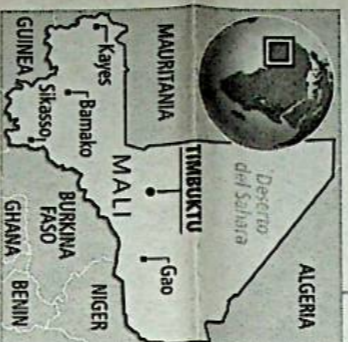 ALGERIA
Deserto
del Sahara
MAURITANIA
TIMBUKTU
MALI
Gao
Kayes
Bamako
Sikasso
GUINEA
BURKINA
FASO
NIGER
GHANA
BENIN